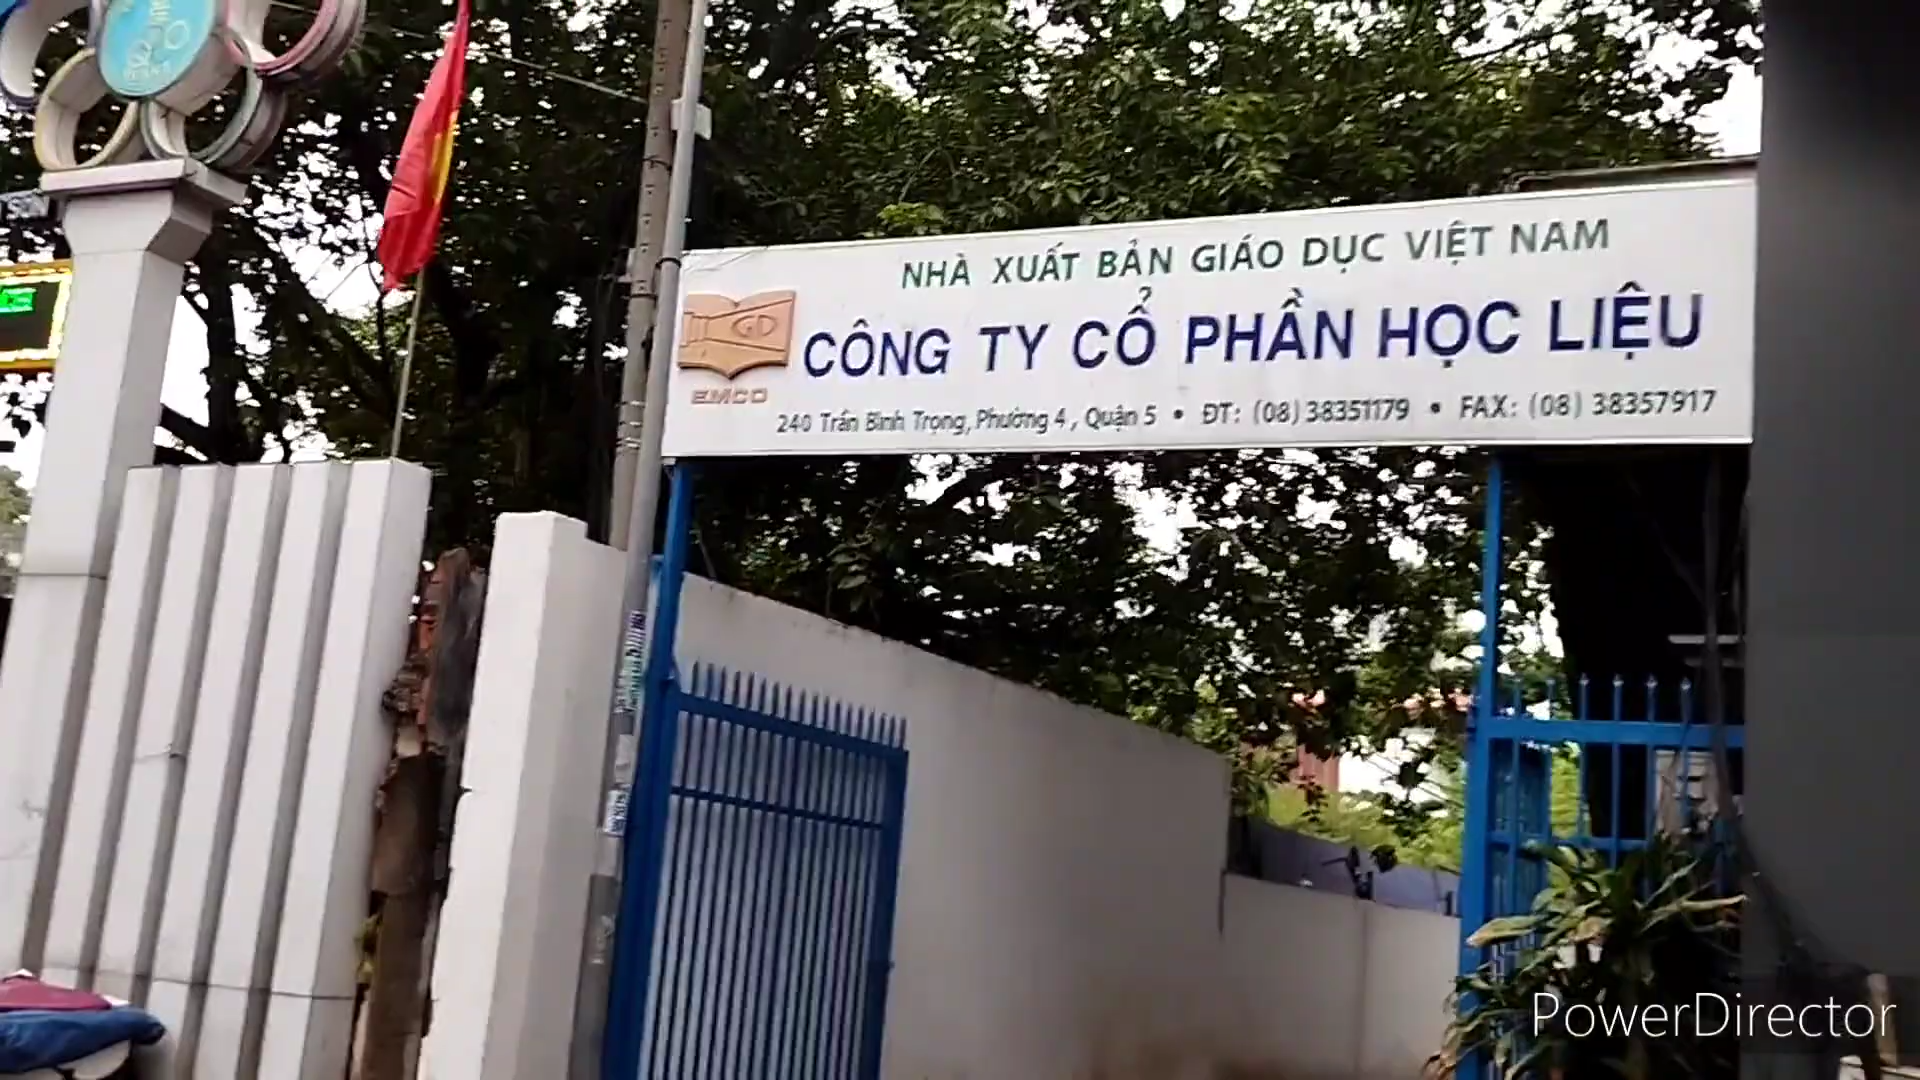 NHÀ XUẤT BẢN GIÁO DỤC VIỆT NAM
GD
CÔNG TY CỔ PHẦN HỌC LIỆU
EMCO
240 Trần Bình Trọng, Phường 4, Quận 5 • ĐT: (08) 38351179 • FAX: (08) 38357917
PowerDirector